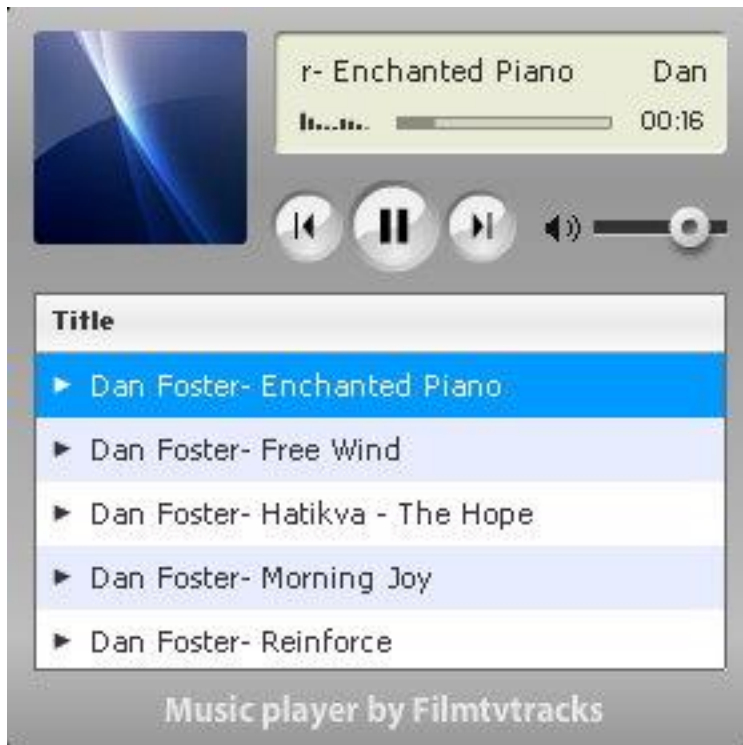 r- Enchanted Piano Dan
00:16
Title
Dan Foster- Enchanted Piano
Dan Foster- Free Wind
Dan Foster- Hatikva - The Hope
Dan Foster- Morning Joy
Dan Foster- Reinforce
Music player by Filmtvtracks